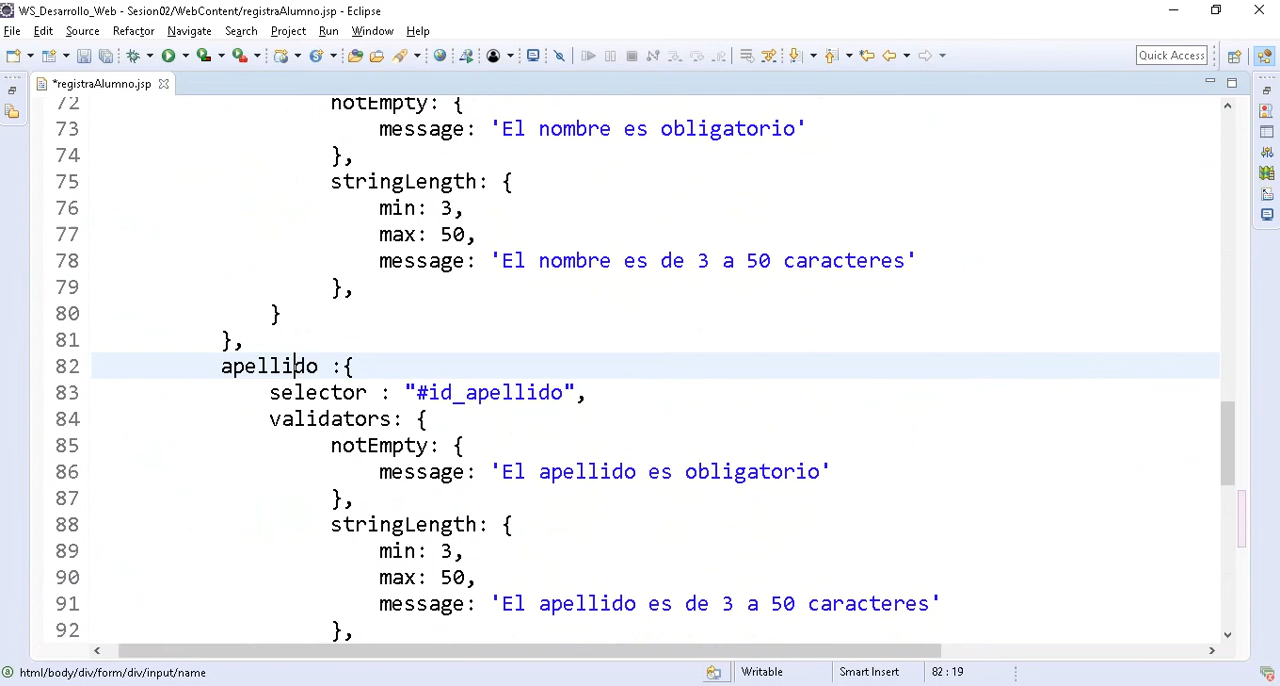 WS_Desarrollo_Web - Sesion02/WebContent/registraAlumno.jsp - Eclipse
File Edit Source Refactor Navigate Search Project Run Window Help
Quick Access
*registraAlumno.jsp
72 notEmpty: {
73 message: 'El nombre es obligatorio'
74 },
75 stringLength: {
76 min: 3,
77 max: 50,
78 message: 'El nombre es de 3 a 50 caracteres'
79 },
80 }
81 },
82 apellido :{
83 selector : "#id_apellido",
84 validators: {
85 notEmpty: {
86 message: 'El apellido es obligatorio'
87 },
88 stringLength: {
89 min: 3,
90 max: 50,
91 message: 'El apellido es de 3 a 50 caracteres'
92 },
html/body/div/form/div/input/name Writable Smart Insert 82 : 19